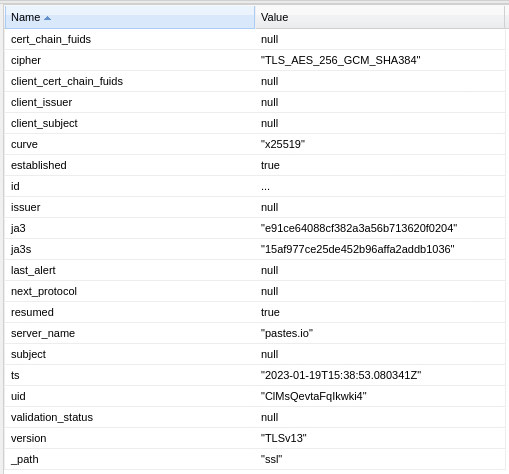 Name Value
cert_chain_fuids null
cipher "TLS_AES_256_GCM_SHA384"
client_cert_chain_fuids null
client_issuer null
client_subject null
curve "x25519"
established true
id ...
issuer null
ja3 "e91ce64088cf382a3a56b713620f0204"
ja3s "15af977ce25de452b96affa2addb1036"
last_alert null
next_protocol null
resumed true
server_name "pastes.io"
subject null
ts "2023-01-19T15:38:53.080341Z"
uid "ClMsQevtaFqIkwki4"
validation_status null
version "TLSv13"
_path "ssl"